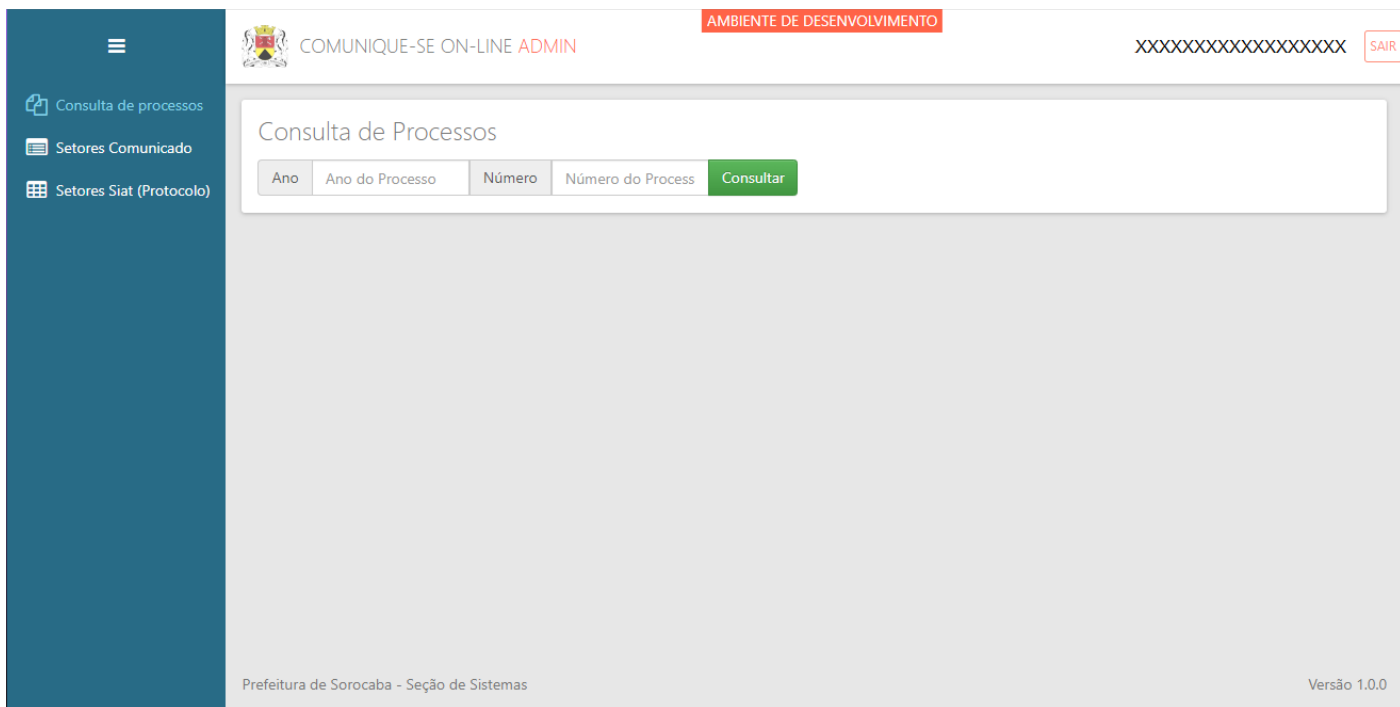 AMBIENTE DE DESENVOLVIMENTO
COMUNIQUE-SE ON-LINE ADMIN
XXXXXXXXXXXXXXXXXX
SAIR
Consulta de processos
Setores Comunicado
Setores Siat (Protocolo)
Consulta de Processos
Ano Ano do Processo Número Número do Process Consultar
Prefeitura de Sorocaba - Seção de Sistemas
Versão 1.0.0